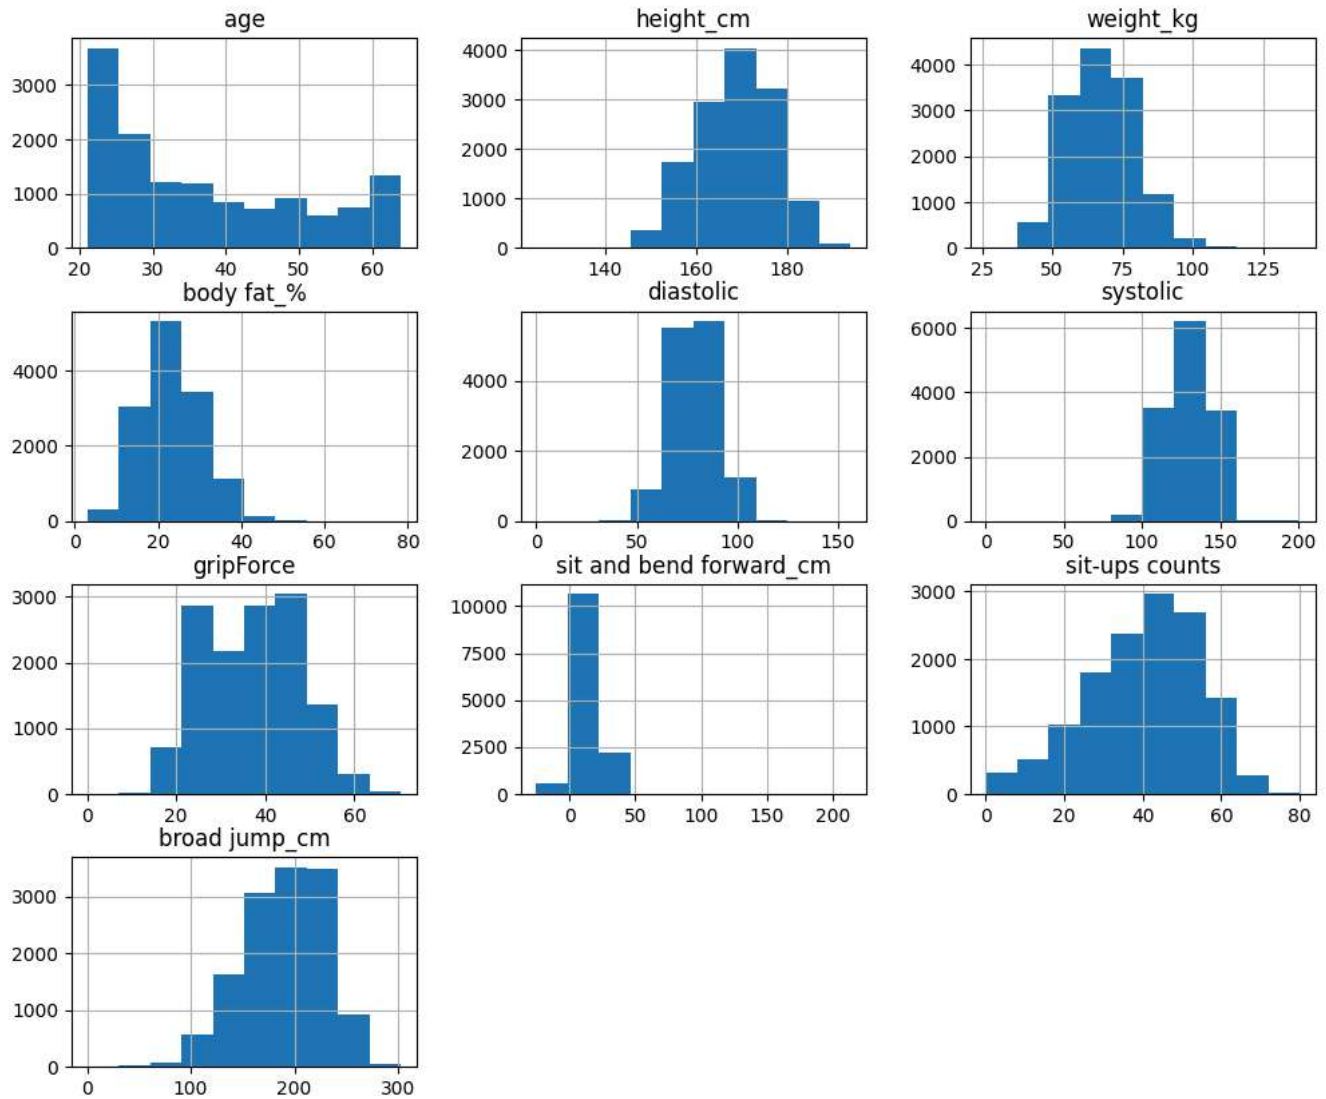 age
3000
2000
1000
0
20 30 40 50 60
height_cm
4000
3000
2000
1000
0
140 160 180
weight_kg
4000
3000
2000
1000
0
25 50 75 100 125
body fat_%
4000
2000
0
0 20 40 60 80
diastolic
4000
2000
0
0 50 100 150
systolic
6000
4000
2000
0
0 50 100 150 200
gripForce
3000
2000
1000
0
0 20 40 60
sit and bend forward_cm
10000
7500
5000
2500
0
0 50 100 150 200
sit-ups counts
3000
2000
1000
0
0 20 40 60 80
broad jump_cm
3000
2000
1000
0
0 100 200 300